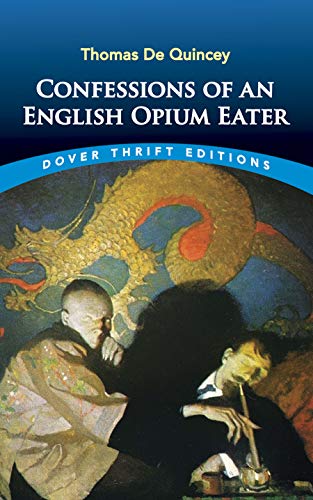 Thomas De Quincey
CONFESSIONS OF AN
ENGLISH OPIUM EATER
DOVER THRIFT EDITIONS